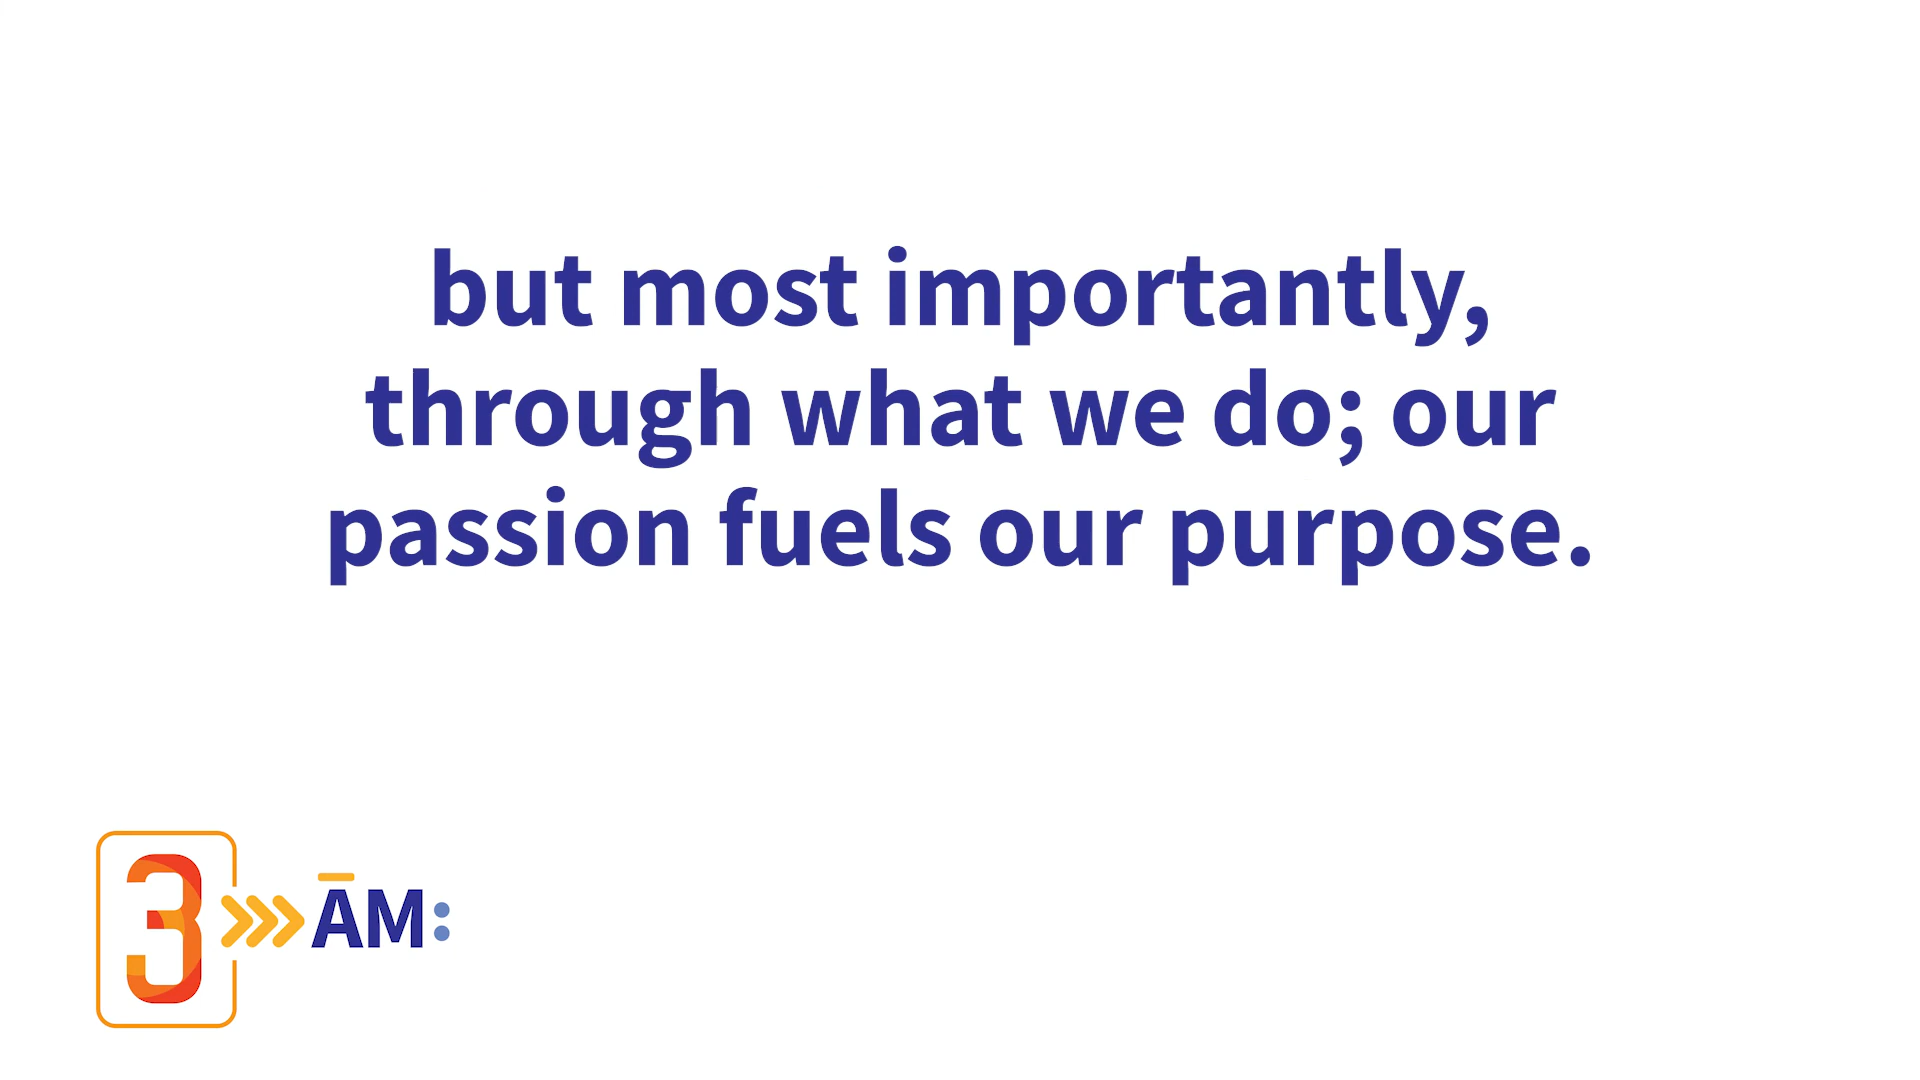 but most importantly,
through what we do; our
passion fuels our purpose.
3 ĀM: